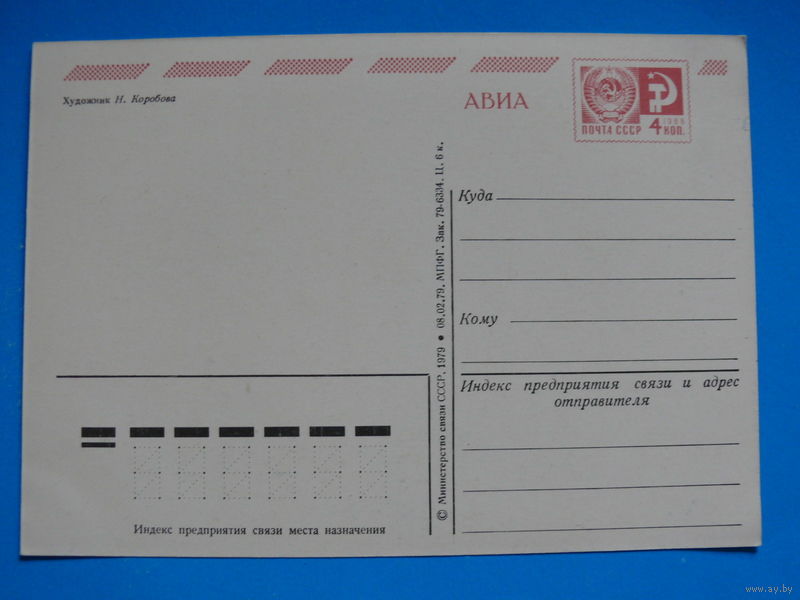 Художник Н. Коробова
АВИА
ПОЧТА СССР
1966
4 КОП.
Куда
Кому
Индекс предприятия связи и адрес
отправителя
© Министерство связи СССР, 1979 ● 08.02.79. МПФГ. Зак. 79-6334. Ц. 6 к.
Индекс предприятия связи места назначения
www.ay.by